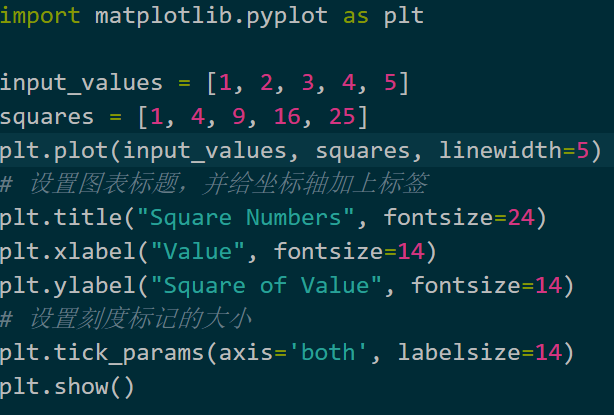 import matplotlib.pyplot as plt
input_values = [1, 2, 3, 4, 5]
squares = [1, 4, 9, 16, 25]
plt.plot(input_values, squares, linewidth=5)
# 设置图表标题，并给坐标轴加上标签
plt.title("Square Numbers", fontsize=24)
plt.xlabel("Value", fontsize=14)
plt.ylabel("Square of Value", fontsize=14)
# 设置刻度标记的大小
plt.tick_params(axis='both', labelsize=14)
plt.show()